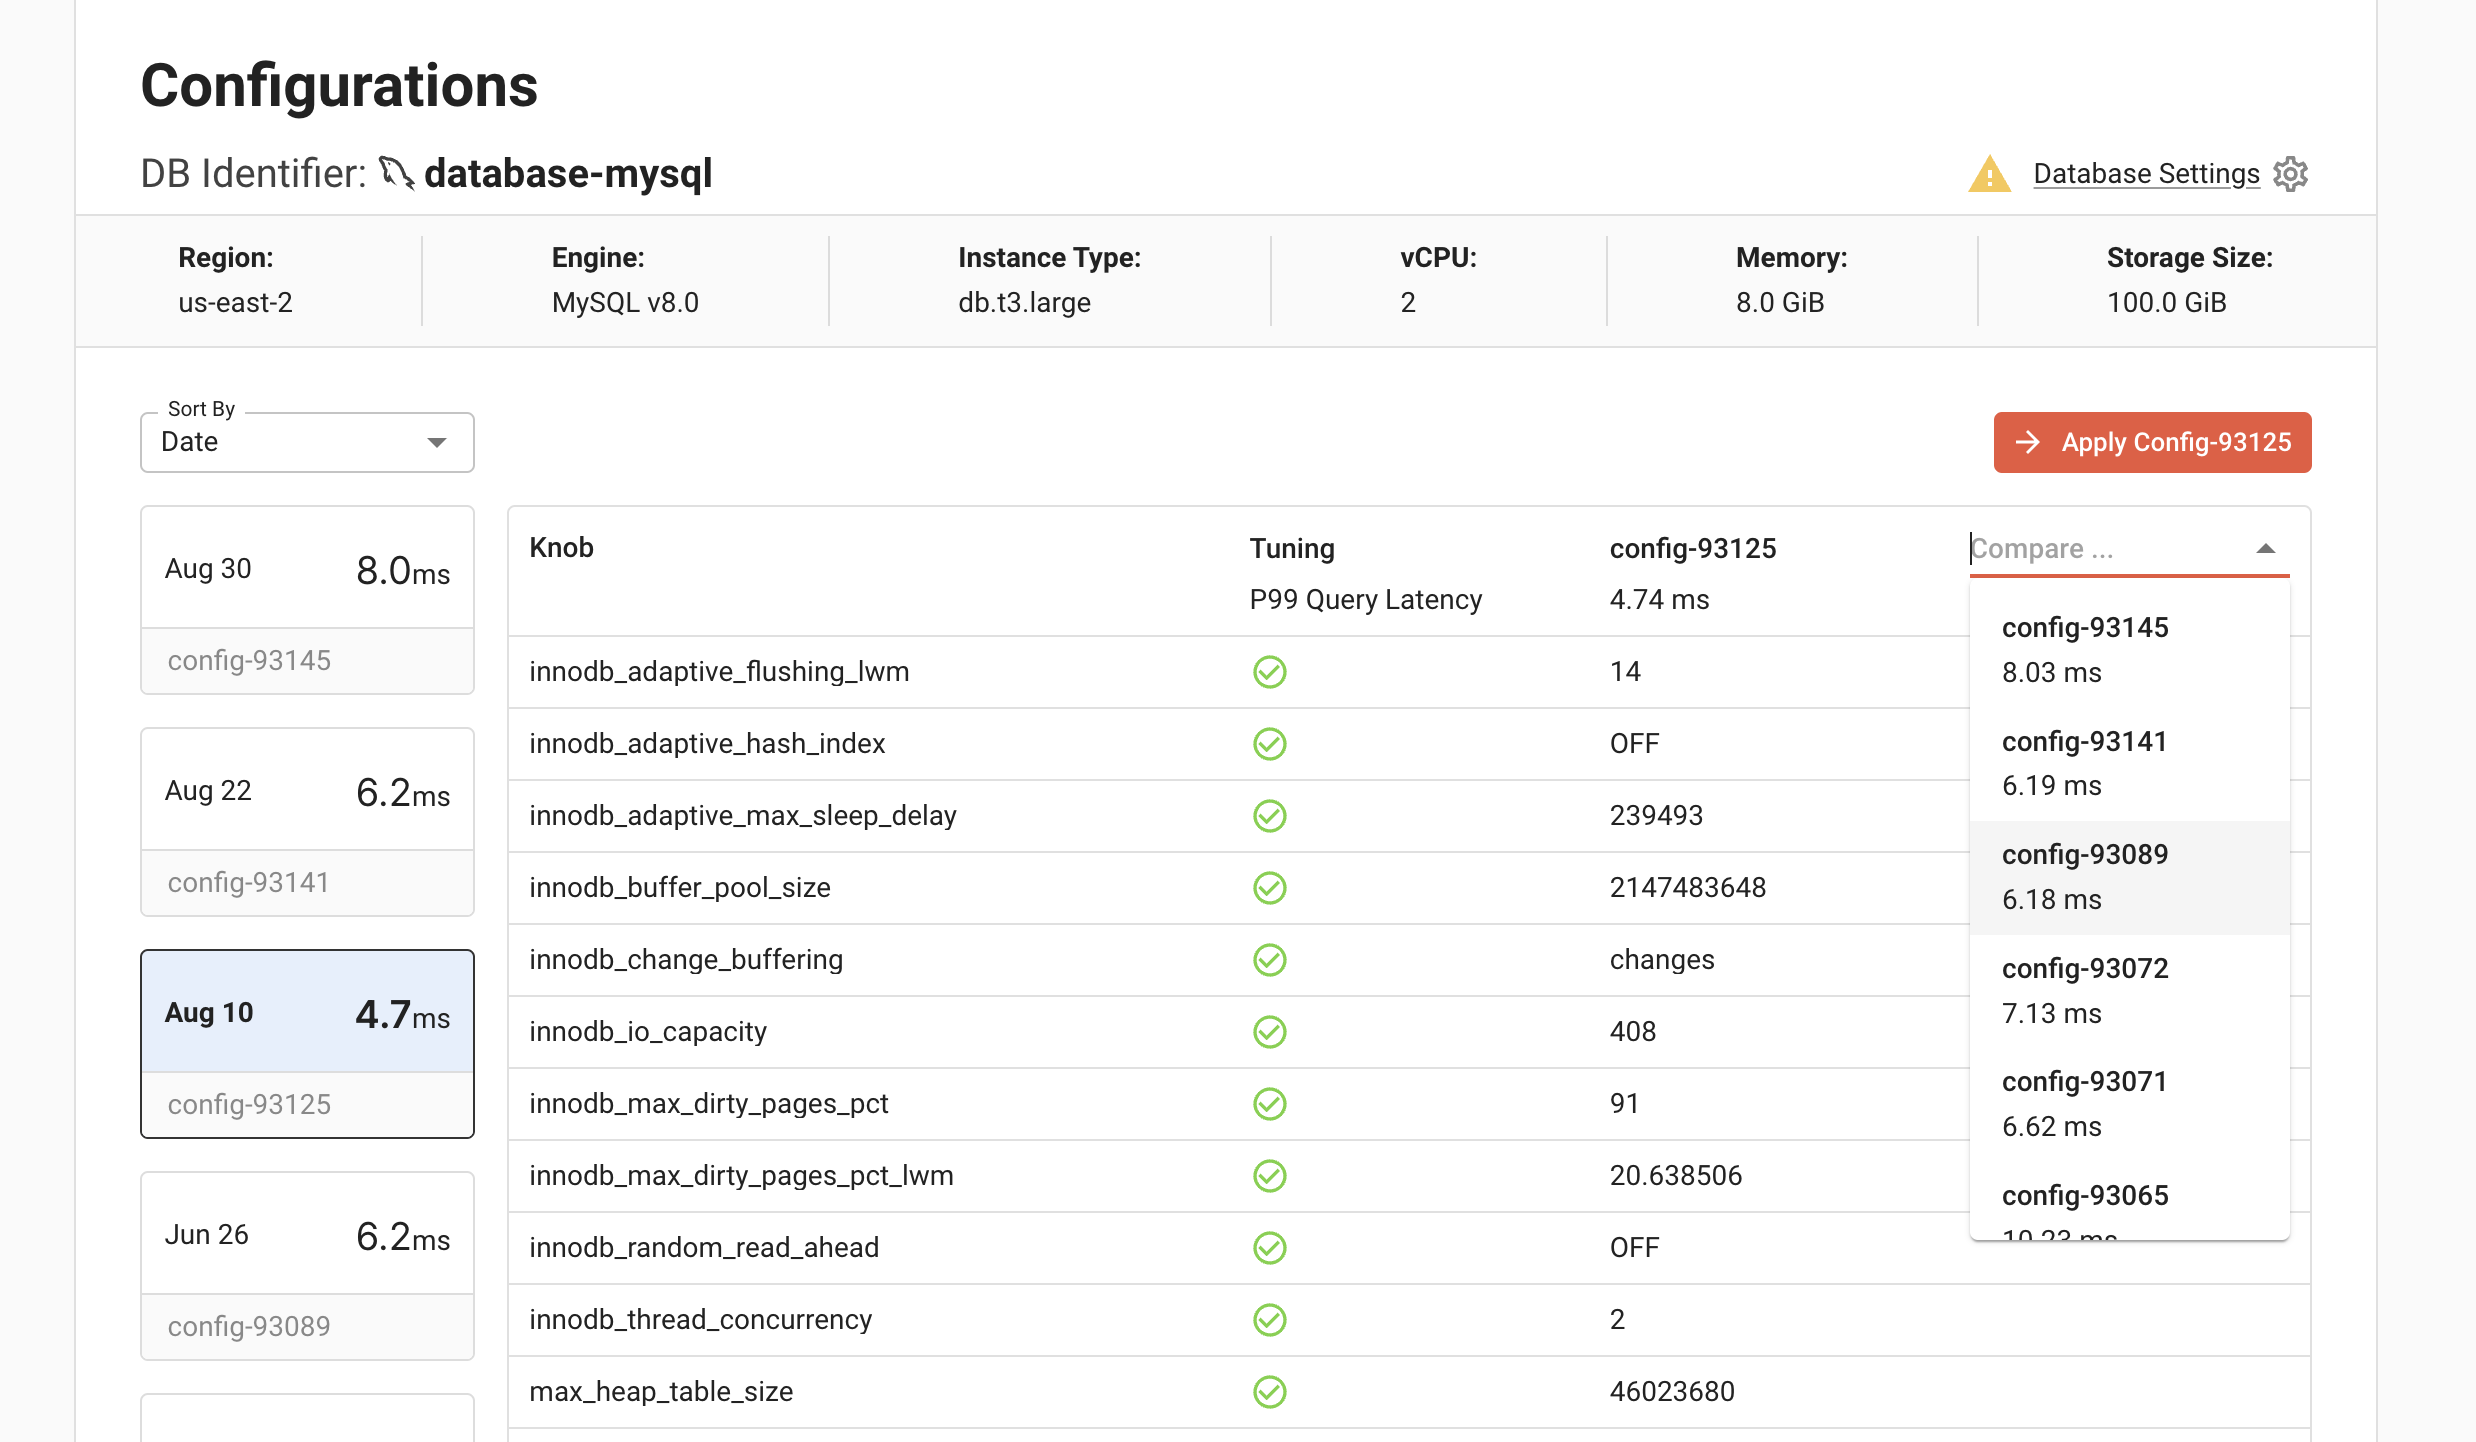 Configurations
DB Identifier: database-mysql
Database Settings
Region:
us-east-2
Engine:
MySQL v8.0
Instance Type:
db.t3.large
vCPU:
2
Memory:
8.0 GiB
Storage Size:
100.0 GiB
Sort By
Date
Apply Config-93125
Aug 30 8.0ms
config-93145
Aug 22 6.2ms
config-93141
Aug 10 4.7ms
config-93125
Jun 26 6.2ms
config-93089
Knob Tuning config-93125 Compare ...
P99 Query Latency 4.74 ms
innodb_adaptive_flushing_lwm 14
innodb_adaptive_hash_index OFF
innodb_adaptive_max_sleep_delay 239493
innodb_buffer_pool_size 2147483648
innodb_change_buffering changes
innodb_io_capacity 408
innodb_max_dirty_pages_pct 91
innodb_max_dirty_pages_pct_lwm 20.638506
innodb_random_read_ahead OFF
innodb_thread_concurrency 2
max_heap_table_size 46023680
config-93145
8.03 ms
config-93141
6.19 ms
config-93089
6.18 ms
config-93072
7.13 ms
config-93071
6.62 ms
config-93065
10.23 ms